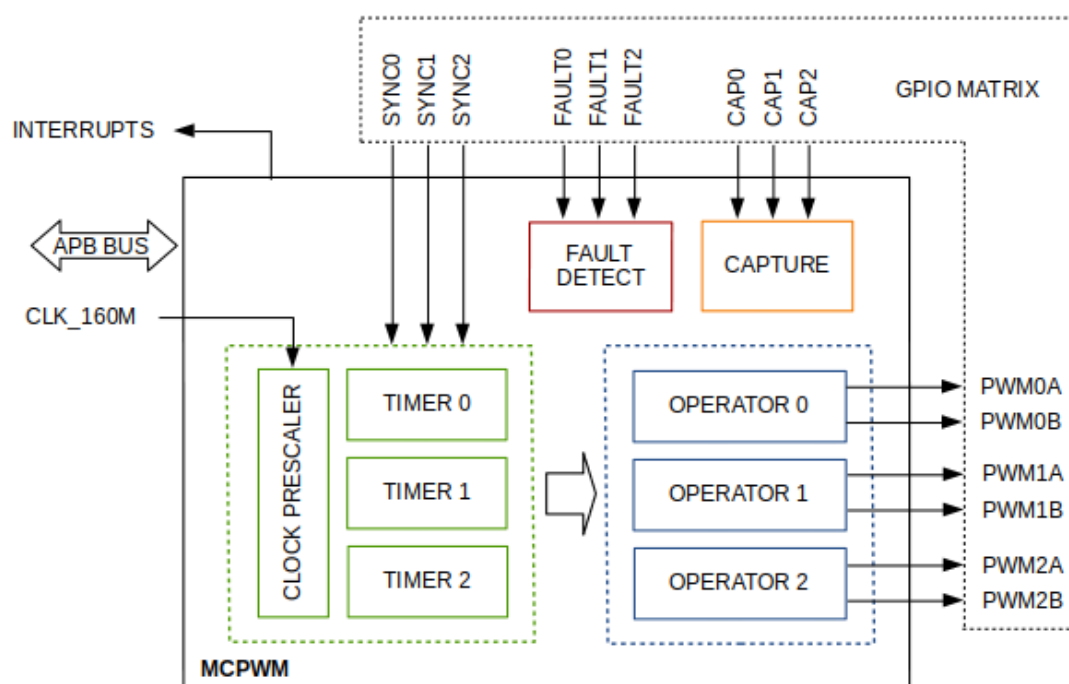 SYNC0
SYNC1
SYNC2
FAULT0
FAULT1
FAULT2
CAP0
CAP1
CAP2
GPIO MATRIX
INTERRUPTS
APB BUS
FAULT
DETECT
CAPTURE
CLK_160M
CLOCK PRESCALER
TIMER 0
TIMER 1
TIMER 2
OPERATOR 0
OPERATOR 1
OPERATOR 2
PWM0A
PWM0B
PWM1A
PWM1B
PWM2A
PWM2B
MCPWM